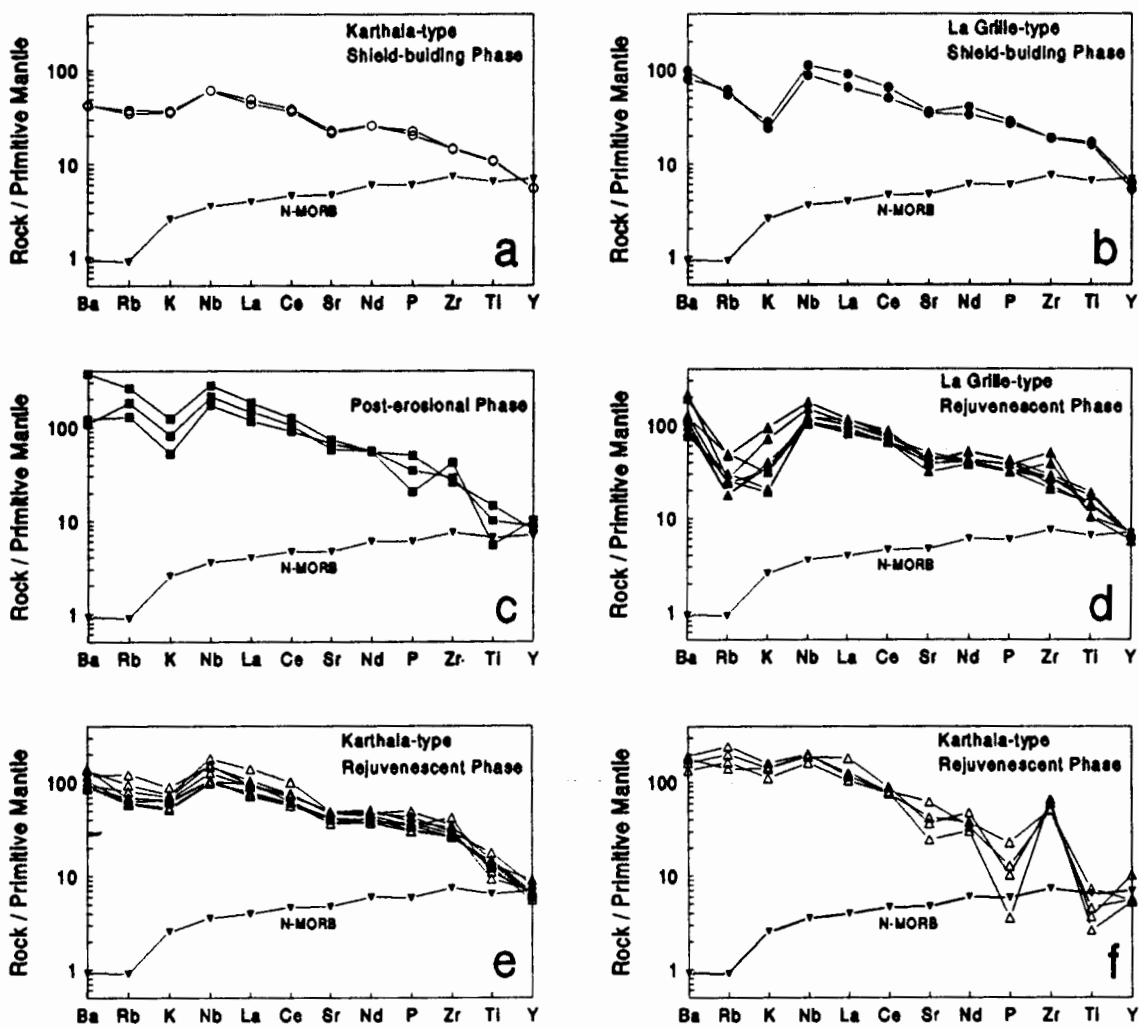 Karthala-type
Shield-buiding Phase
Rock / Primitive Mantle
100
10
1
N-MORB
a
Ba Rb K Nb La Ce Sr Nd P Zr Ti Y
La Grille-type
Shield-buiding Phase
Rock / Primitive Mantle
100
10
1
N-MORB
b
Ba Rb K Nb La Ce Sr Nd P Zr Ti Y
Post-erosional Phase
Rock / Primitive Mantle
100
10
1
N-MORB
c
Ba Rb K Nb La Ce Sr Nd P Zr Ti Y
La Grille-type
Rejuvenescent Phase
Rock / Primitive Mantle
100
10
1
N-MORB
d
Ba Rb K Nb La Ce Sr Nd P Zr Ti Y
Karthala-type
Rejuvenescent Phase
Rock / Primitive Mantle
100
10
1
N-MORB
e
Ba Rb K Nb La Ce Sr Nd P Zr Ti Y
Karthala-type
Rejuvenescent Phase
Rock / Primitive Mantle
100
10
1
N-MORB
f
Ba Rb K Nb La Ce Sr Nd P Zr Ti Y